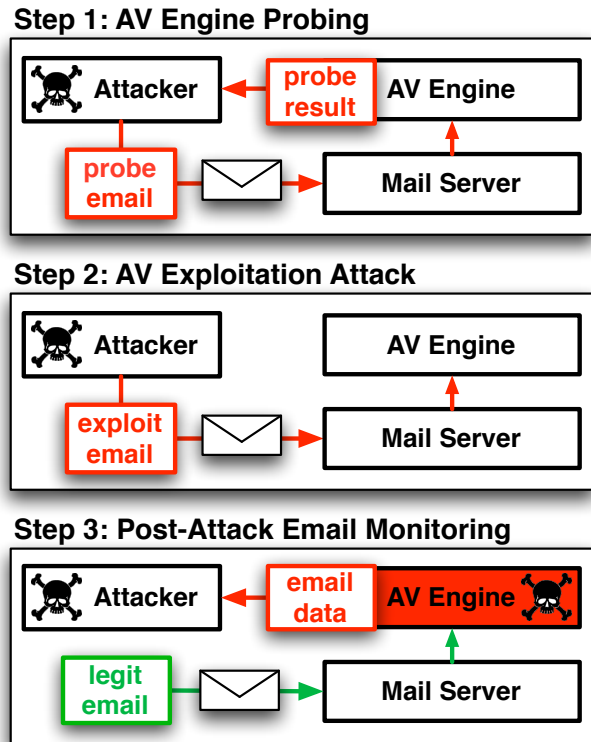 Step 1: AV Engine Probing
Attacker
probe
result
AV Engine
probe
email
Mail Server
Step 2: AV Exploitation Attack
Attacker
AV Engine
exploit
email
Mail Server
Step 3: Post-Attack Email Monitoring
Attacker
email
data
AV Engine
legit
email
Mail Server